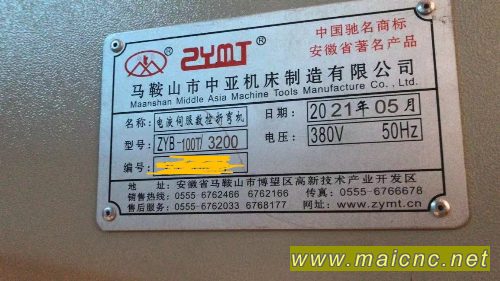 ZYMT®
中国驰名商标
安徽省著名产品
马鞍山市中亚机床制造有限公司
Maanshan Middle Asia Machine Tools Manufacture Co., Ltd
名称: 电液伺服数控折弯机
日期: 2021年05月
型号: ZYB-100T/3200
电压: 380V 50Hz
编号:
地 址: 安徽省马鞍山市博望区高新技术产业开发区
销售热线: 0555-6762466 6762166 传真: 0555-6766678
售后服务: 0555-6762033 6768177 网址: www.zymt.cn
www.maicnc.net